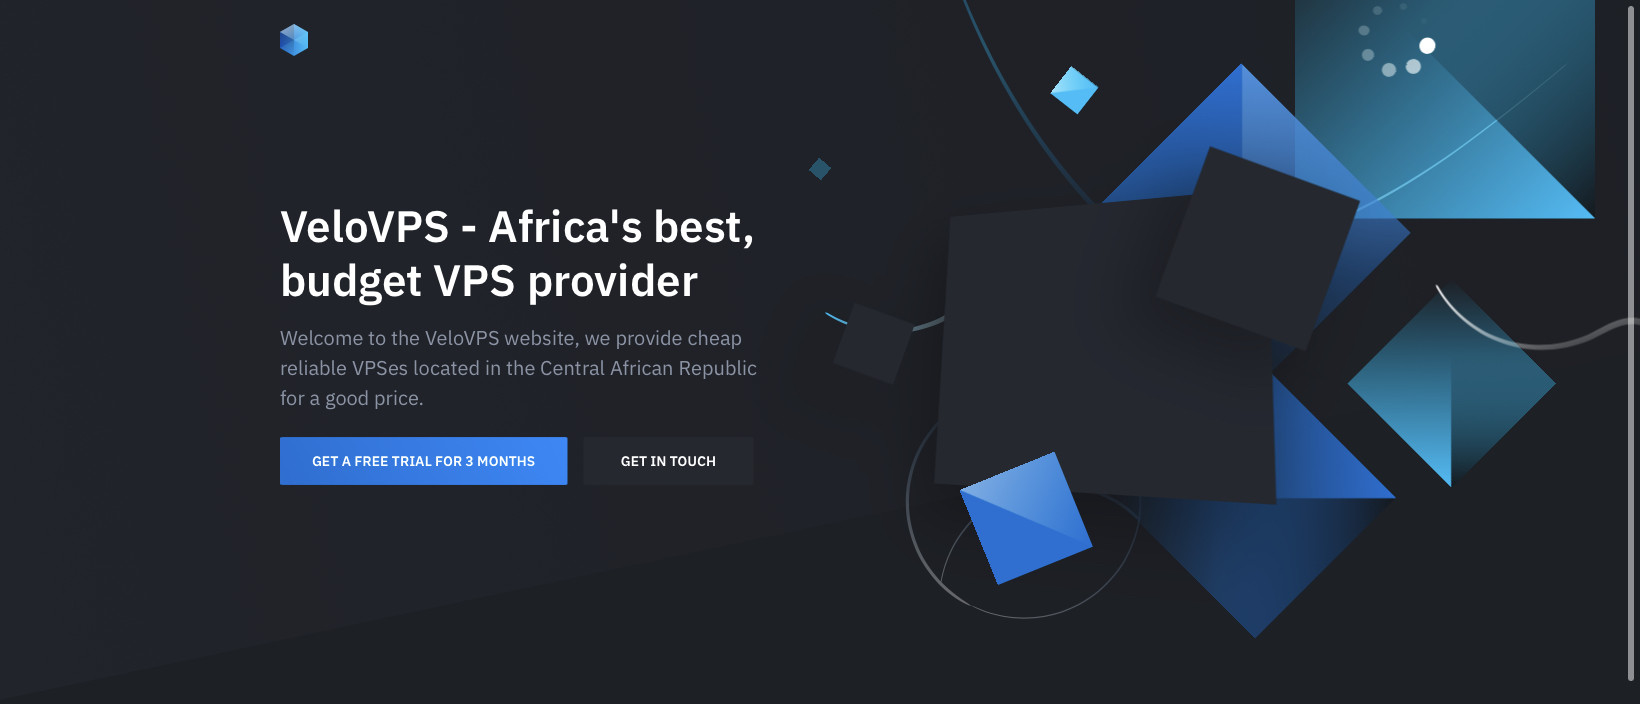 VeloVPS - Africa's best,
budget VPS provider
Welcome to the VeloVPS website, we provide cheap
reliable VPSes located in the Central African Republic
for a good price.
GET A FREE TRIAL FOR 3 MONTHS
GET IN TOUCH